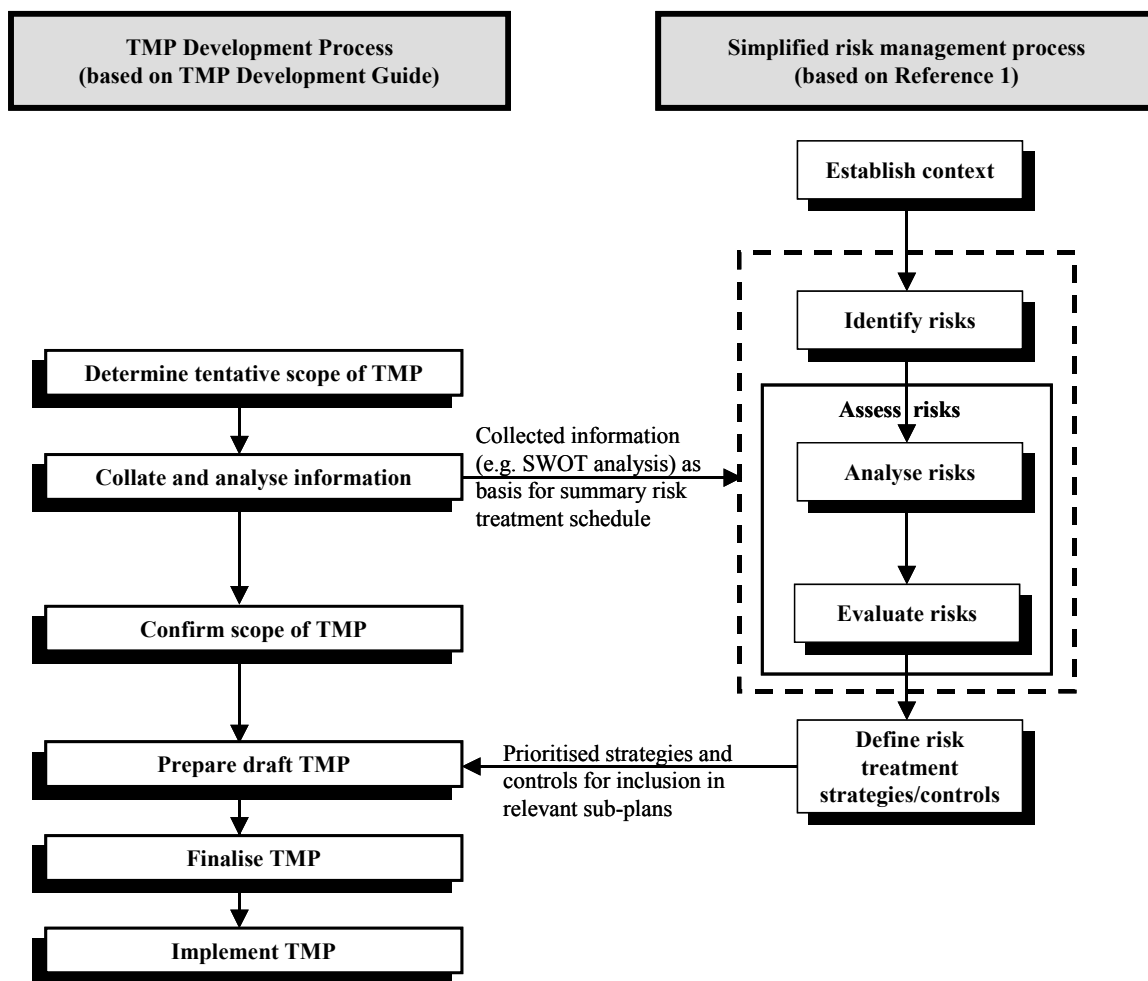 TMP Development Process
(based on TMP Development Guide)
Simplified risk management process
(based on Reference 1)
Establish context
Identify risks
Determine tentative scope of TMP
Assess risks
Collected information
(e.g. SWOT analysis) as
basis for summary risk
treatment schedule
Collate and analyse information
Analyse risks
Evaluate risks
Confirm scope of TMP
Prepare draft TMP
Prioritised strategies and
controls for inclusion in
relevant sub-plans
Define risk
treatment
strategies/controls
Finalise TMP
Implement TMP